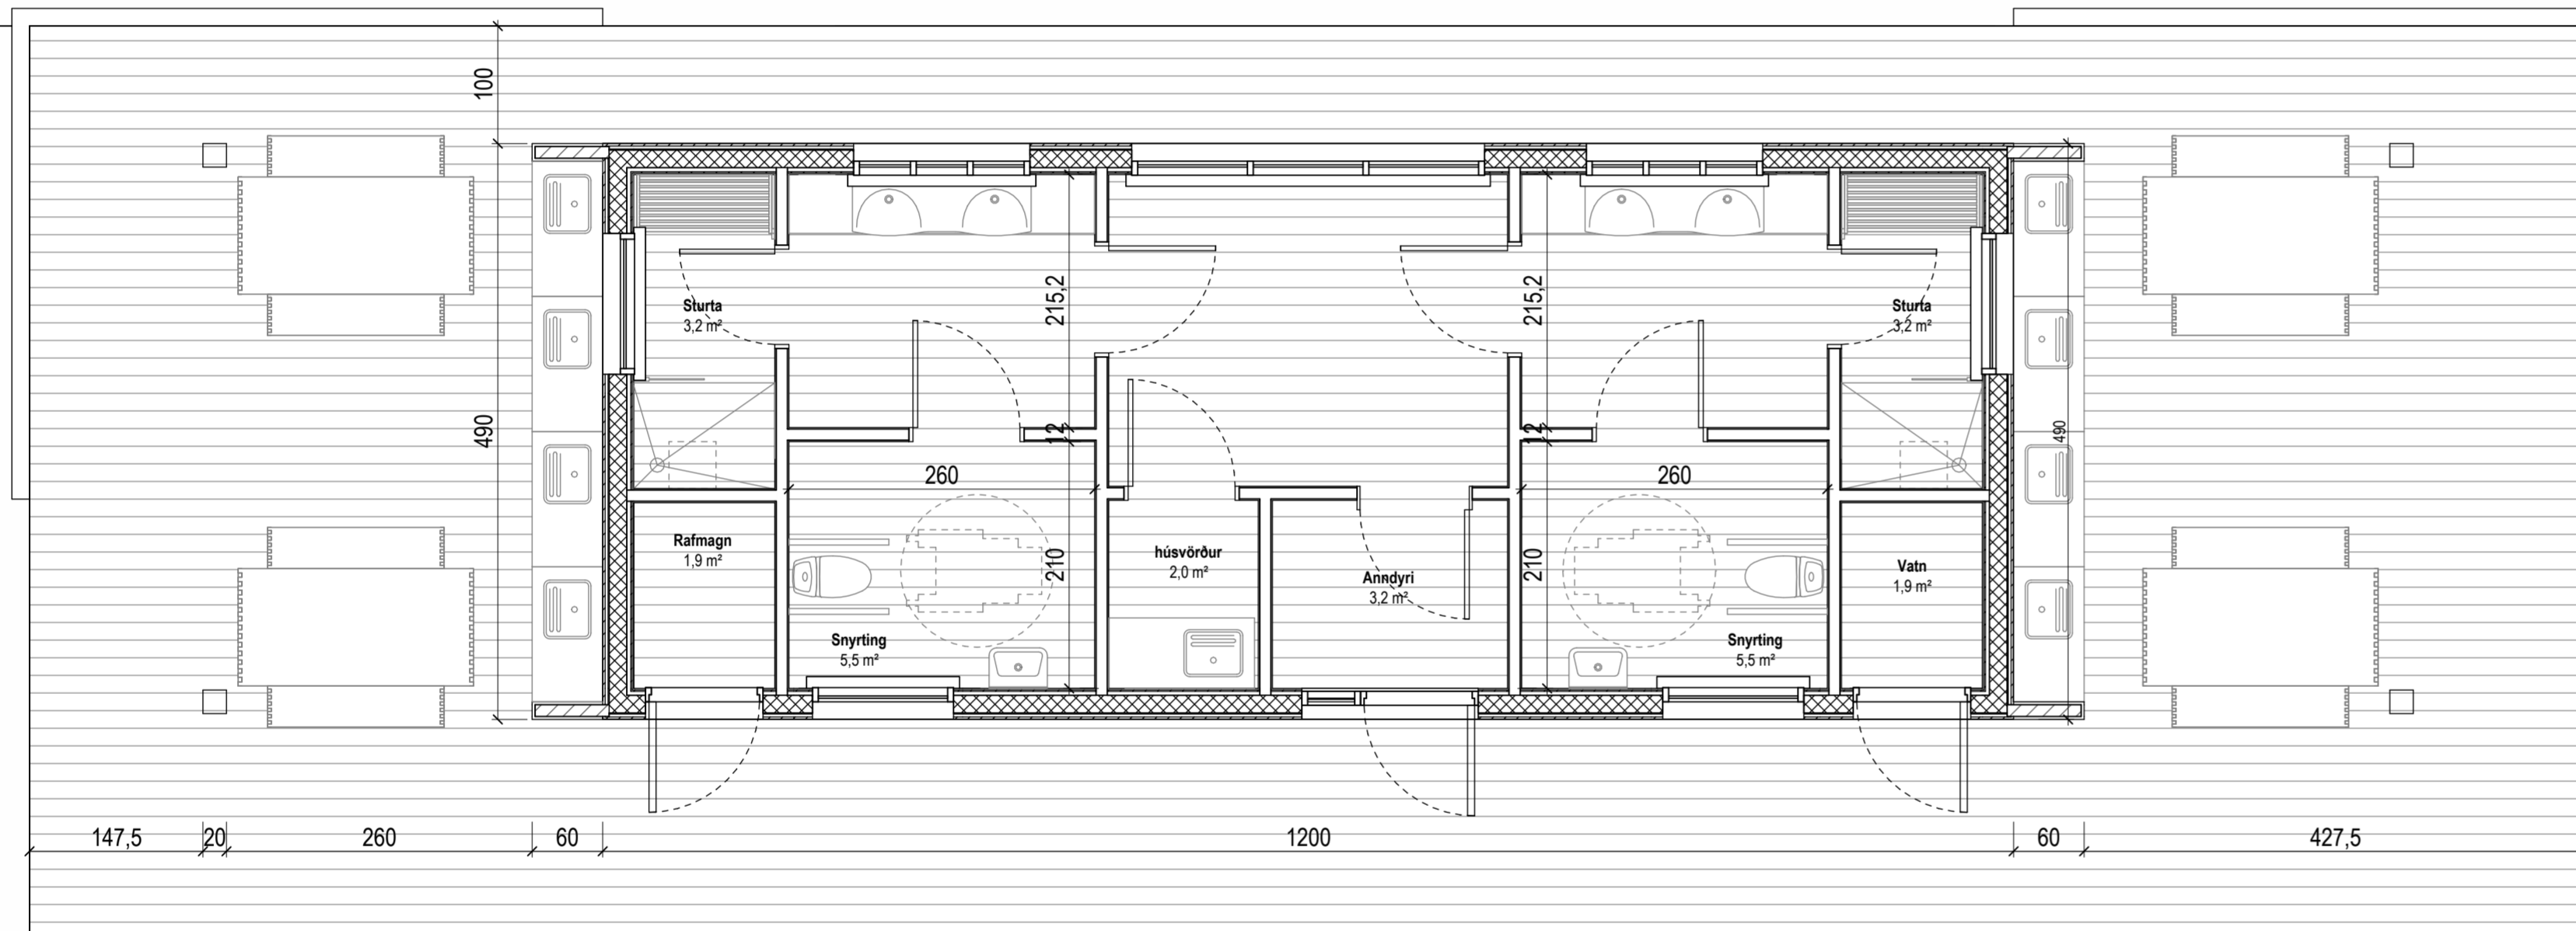 100
490
215,2
215,2
Sturta
3,2 m²
Sturta
3,2 m²
12
12
490
260
260
Rafmagn
1,9 m²
210
húsvörður
2,0 m²
Anndyri
3,2 m²
210
Vatn
1,9 m²
Snyrting
5,5 m²
Snyrting
5,5 m²
147,5
20
260
60
1200
60
427,5